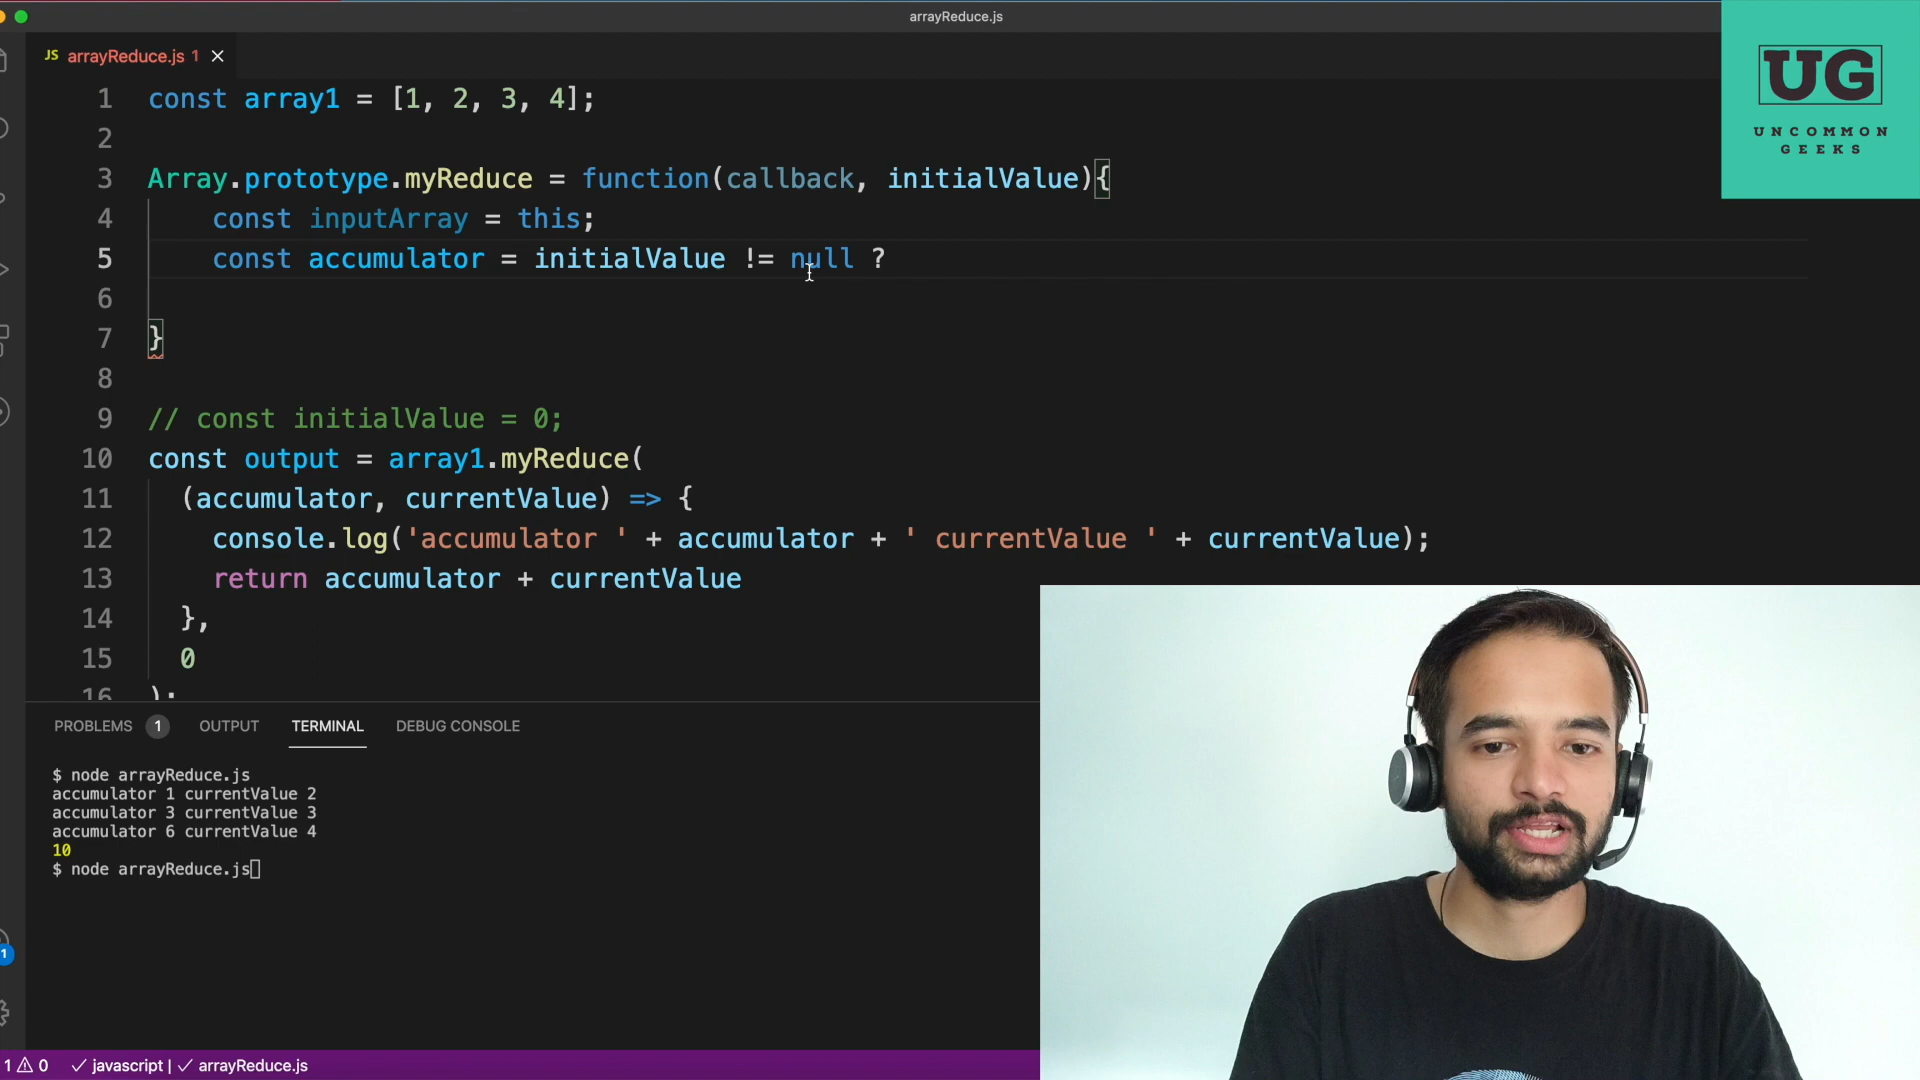 arrayReduce.js
JS arrayReduce.js 1
UG
UNCOMMON
GEEKS
1 const array1 = [1, 2, 3, 4];
2
3 Array.prototype.myReduce = function(callback, initialValue){
4 const inputArray = this;
5 const accumulator = initialValue != null ?
6
7 }
8
9 // const initialValue = 0;
10 const output = array1.myReduce(
11 (accumulator, currentValue) => {
12 console.log('accumulator ' + accumulator + ' currentValue ' + currentValue);
13 return accumulator + currentValue
14 },
15 0
16 );
PROBLEMS 1 OUTPUT TERMINAL DEBUG CONSOLE
$ node arrayReduce.js
accumulator 1 currentValue 2
accumulator 3 currentValue 3
accumulator 6 currentValue 4
10
$ node arrayReduce.js
1
1 0 javascript | arrayReduce.js